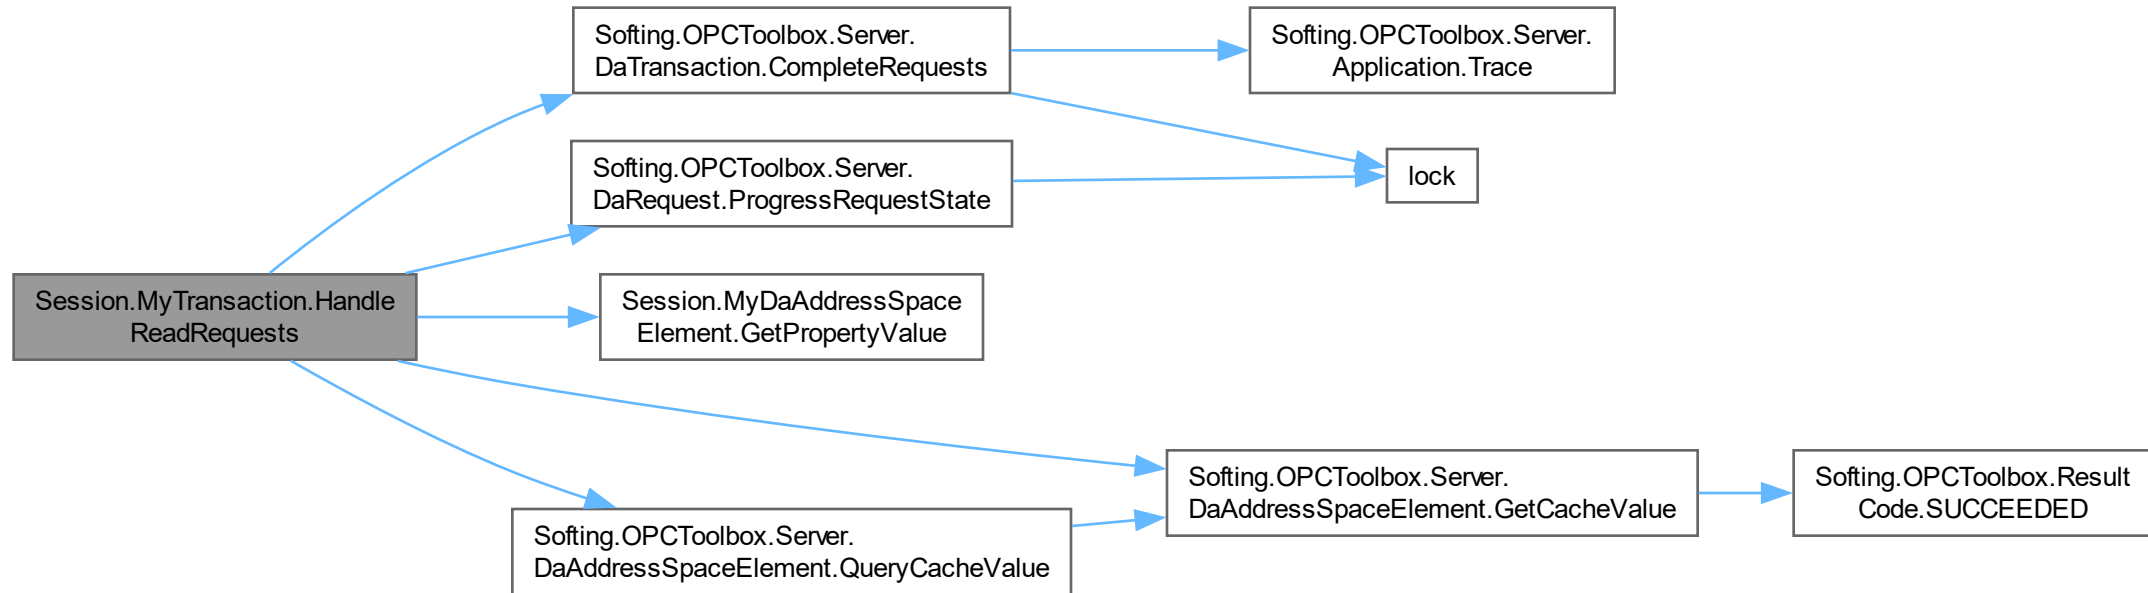 Softing.OPCToolbox.Server.
DaTransaction.CompleteRequests
Softing.OPCToolbox.Server.
Application.Trace
Softing.OPCToolbox.Server.
DaRequest.ProgressRequestState
lock
Session.MyTransaction.Handle
ReadRequests
Session.MyDaAddressSpace
Element.GetPropertyValue
Softing.OPCToolbox.Server.
DaAddressSpaceElement.GetCacheValue
Softing.OPCToolbox.Result
Code.SUCCEEDED
Softing.OPCToolbox.Server.
DaAddressSpaceElement.QueryCacheValue